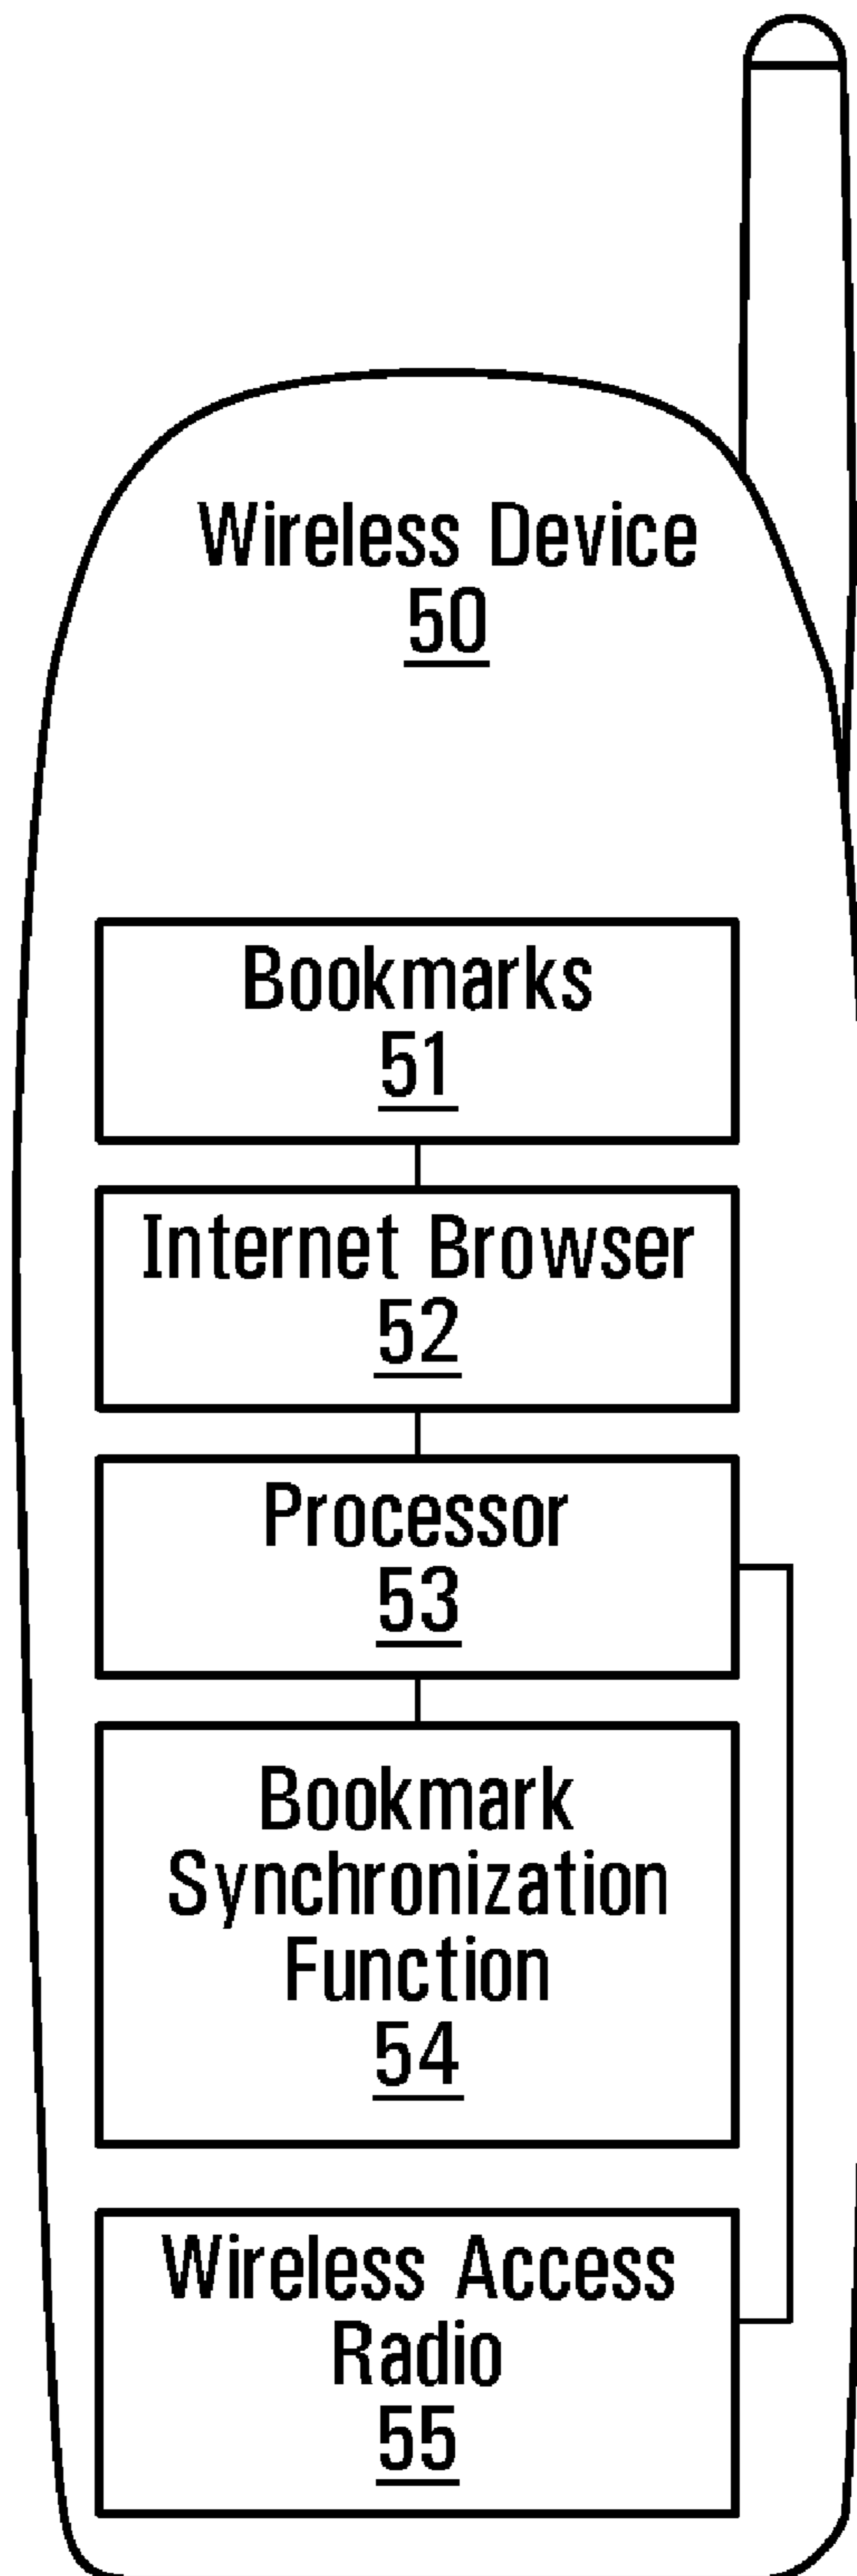 Wireless Device
50
Bookmarks
51
Internet Browser
52
Processor
53
Bookmark
Synchronization
Function
54
Wireless Access
Radio
55